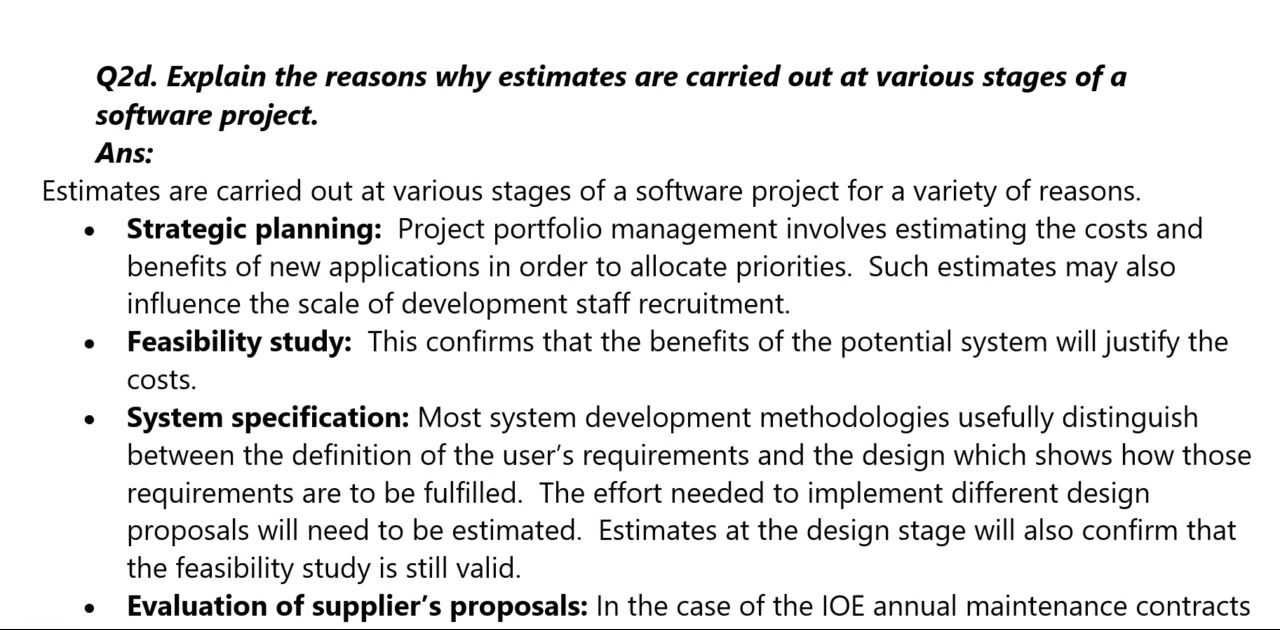 Q2d. Explain the reasons why estimates are carried out at various stages of a
software project.
Ans:
Estimates are carried out at various stages of a software project for a variety of reasons.
• Strategic planning:  Project portfolio management involves estimating the costs and
benefits of new applications in order to allocate priorities.  Such estimates may also
influence the scale of development staff recruitment.
• Feasibility study:  This confirms that the benefits of the potential system will justify the
costs.
• System specification: Most system development methodologies usefully distinguish
between the definition of the user’s requirements and the design which shows how those
requirements are to be fulfilled.  The effort needed to implement different design
proposals will need to be estimated.  Estimates at the design stage will also confirm that
the feasibility study is still valid.
• Evaluation of supplier’s proposals: In the case of the IOE annual maintenance contracts